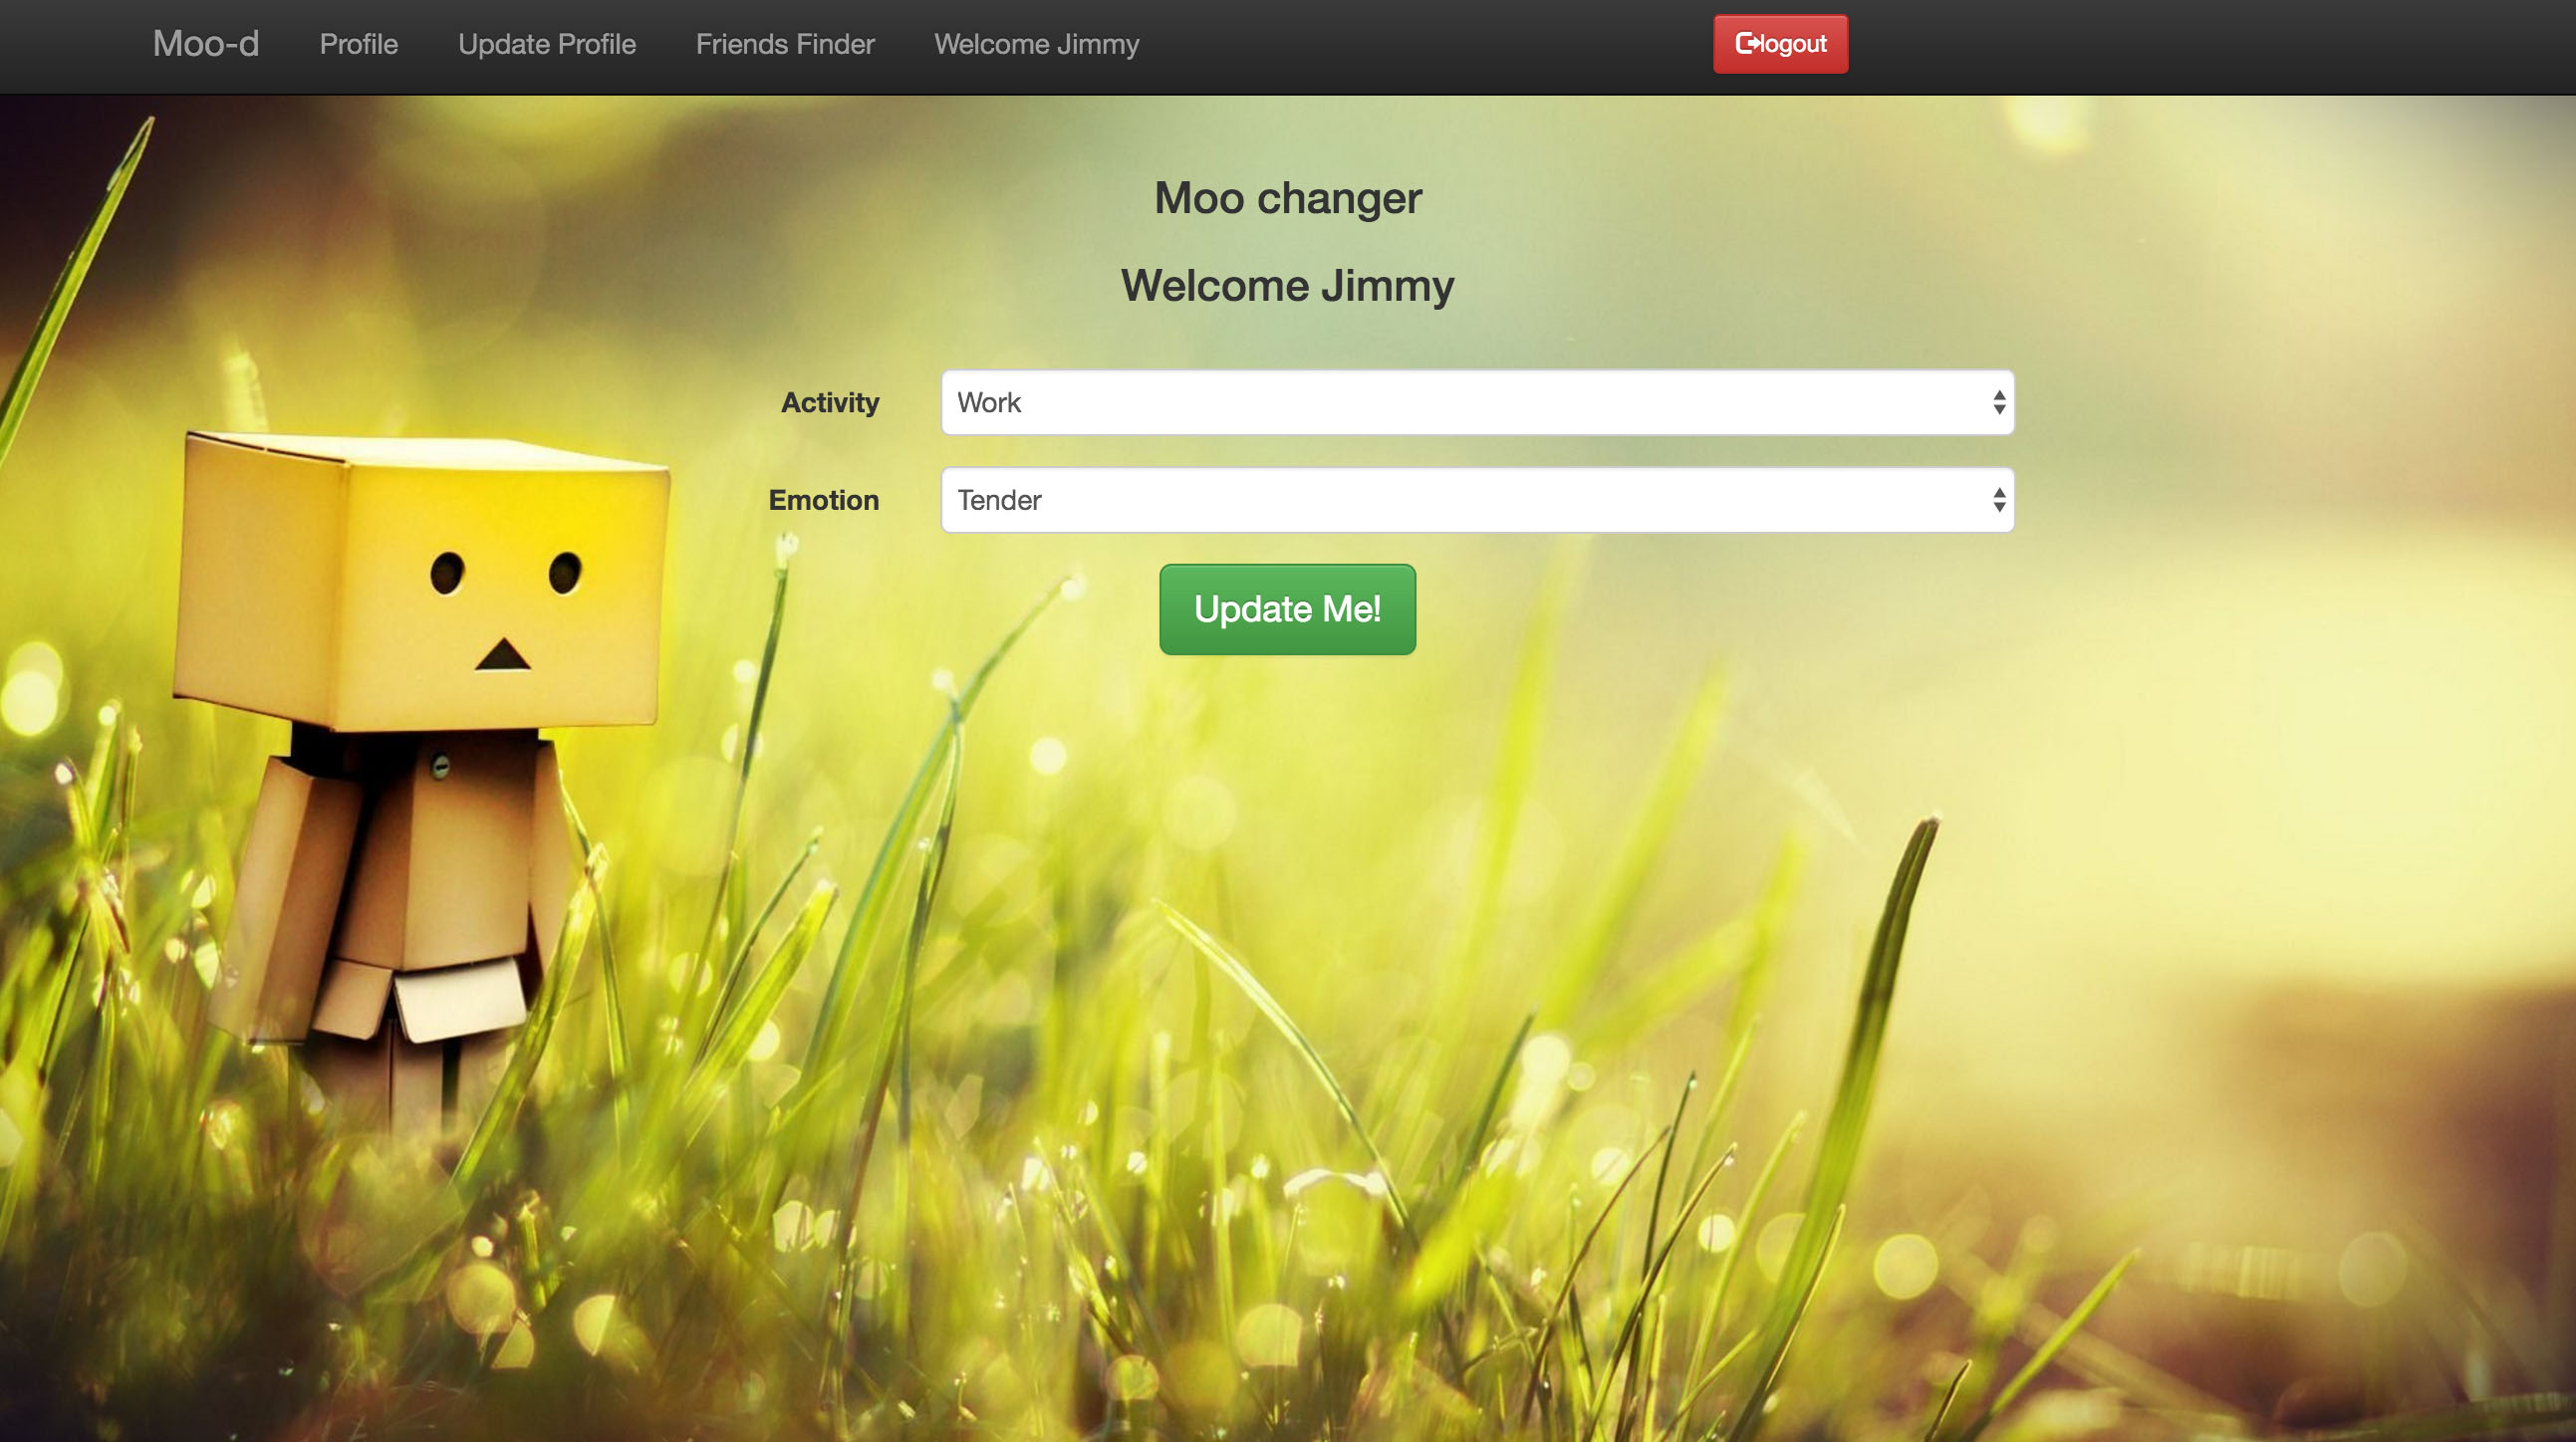 Moo-d Profile Update Profile Friends Finder Welcome Jimmy logout
Moo changer
Welcome Jimmy
Activity Work
Emotion Tender
Update Me!